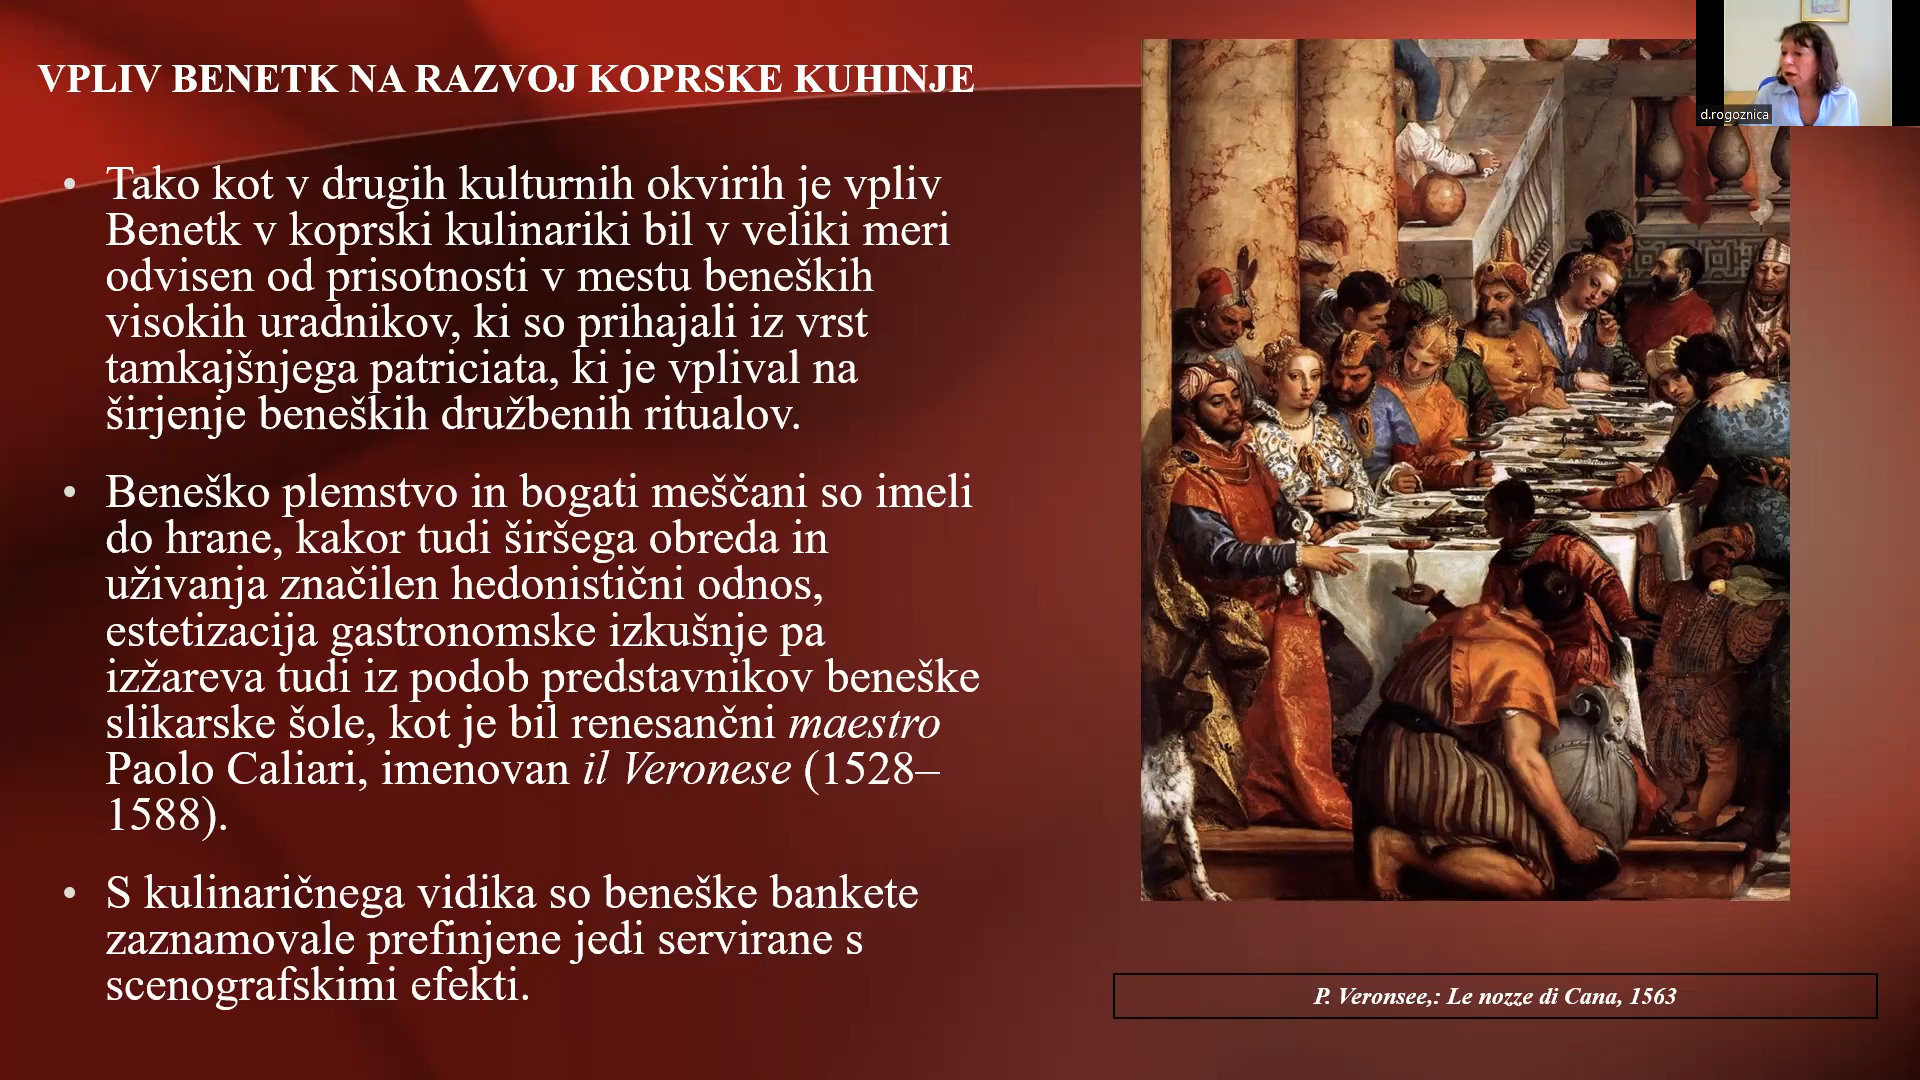 VPLIV BENETK NA RAZVOJ KOPRSKE KUHINJE
d.rogoznica
• Tako kot v drugih kulturnih okvirih je vpliv
Benetk v koprski kulinariki bil v veliki meri
odvisen od prisotnosti v mestu beneških
visokih uradnikov, ki so prihajali iz vrst
tamkajšnjega patriciata, ki je vplival na
širjenje beneških družbenih ritualov.
• Beneško plemstvo in bogati meščani so imeli
do hrane, kakor tudi širšega obreda in
uživanja značilen hedonistični odnos,
estetizacija gastronomske izkušnje pa
izžareva tudi iz podob predstavnikov beneške
slikarske šole, kot je bil renesančni maestro
Paolo Caliari, imenovan il Veronese (1528–
1588).
• S kulinaričnega vidika so beneške bankete
zaznamovale prefinjene jedi servirane s
scenografskimi efekti.
P. Veronsee,: Le nozze di Cana, 1563